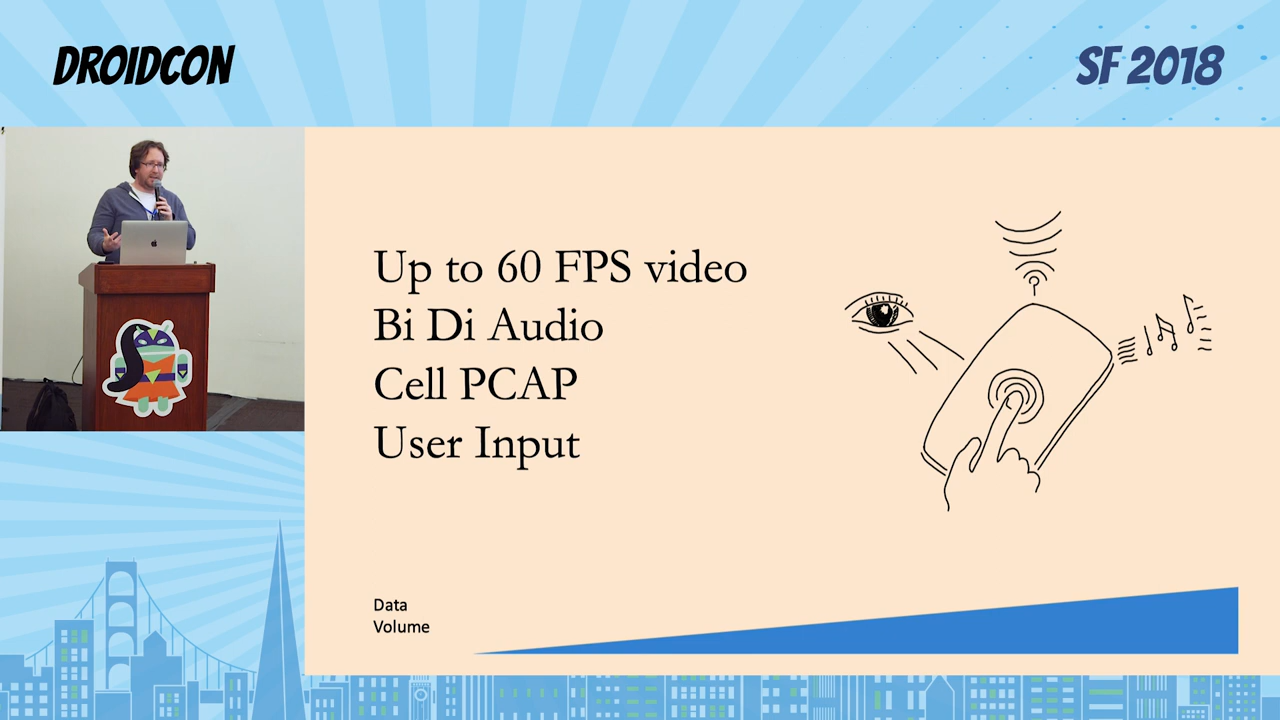 DROIDCON
SF 2018
Up to 60 FPS video
Bi Di Audio
Cell PCAP
User Input
Data
Volume